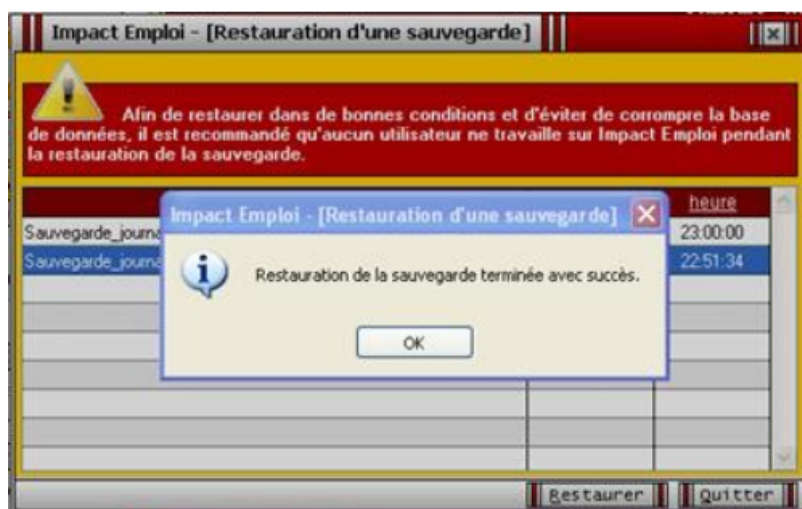 Impact Emploi - [Restauration d'une sauvegarde]
Afin de restaurer dans de bonnes conditions et d'éviter de corrompre la base
de données, il est recommandé qu'aucun utilisateur ne travaille sur Impact Emploi pendant
la restauration de la sauvegarde.
heure
Impact Emploi - [Restauration d'une sauvegarde]
Sauvegarde_journa 23:00:00
Sauvegarde_journa 22:51:34
Restauration de la sauvegarde terminée avec succès.
OK
Restaurer Quitter